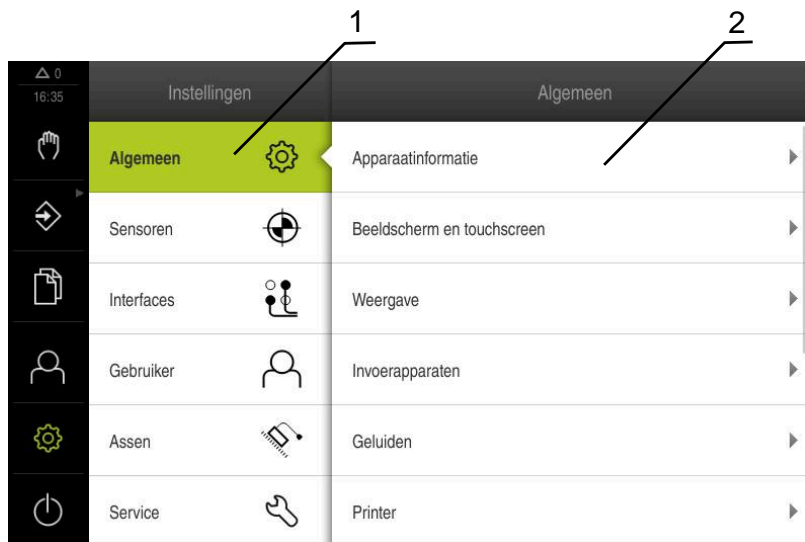 1
2
0
16:35
Instellingen
Algemeen
Algemeen
Sensoren
Interfaces
Gebruiker
Assen
Service
Apparaatinformatie
Beeldscherm en touchscreen
Weergave
Invoerapparaten
Geluiden
Printer